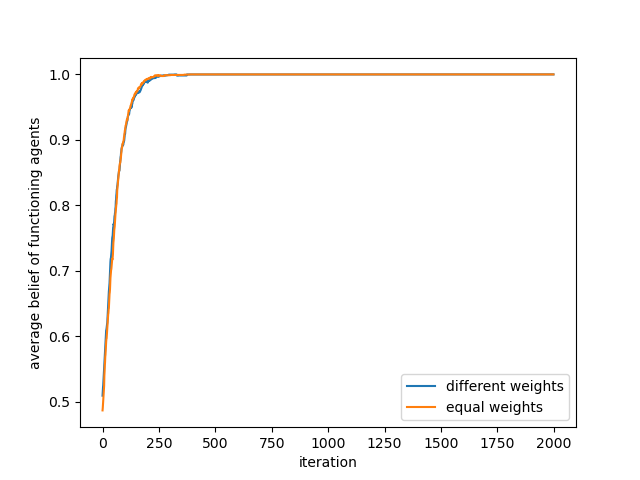 average belief of functioning agents
1.0
0.9
0.8
0.7
0.6
0.5
0 250 500 750 1000 1250 1500 1750 2000
iteration
different weights
equal weights